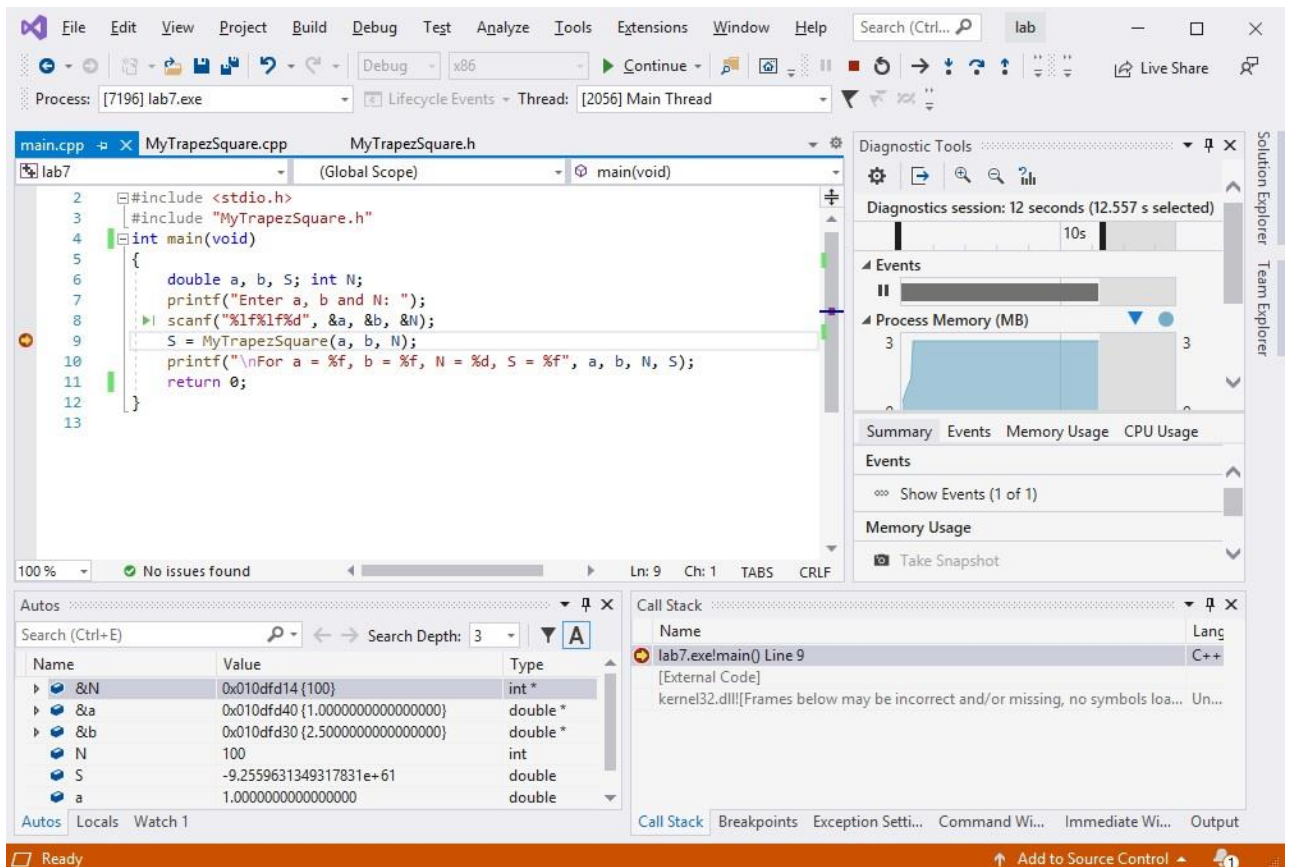 File Edit View Project Build Debug Test Analyze Tools Extensions Window Help Search (Ctrl... lab
Debug x86 Continue Live Share
Process: [7196] lab7.exe Lifecycle Events Thread: [2056] Main Thread
main.cpp MyTrapezSquare.cpp MyTrapezSquare.h
lab7 (Global Scope) main(void)
2 #include <stdio.h>
3 #include "MyTrapezSquare.h"
4 int main(void)
5 {
6 double a, b, S; int N;
7 printf("Enter a, b and N: ");
8 scanf("%lf%lf%d", &a, &b, &N);
9 S = MyTrapezSquare(a, b, N);
10 printf("\nFor a = %f, b = %f, N = %d, S = %f", a, b, N, S);
11 return 0;
12 }
13
100 % No issues found Ln: 9 Ch: 1 TABS CRLF
Diagnostic Tools
Diagnostics session: 12 seconds (12.557 s selected)
10s
Events
Process Memory (MB)
3 3
0 0
Summary Events Memory Usage CPU Usage
Events
Show Events (1 of 1)
Memory Usage
Take Snapshot
Solution Explorer
Team Explorer
Autos
Search (Ctrl+E) Search Depth: 3 A
Name Value Type
&N 0x010dfd14 {100} int *
&a 0x010dfd40 {1.0000000000000000} double *
&b 0x010dfd30 {2.5000000000000000} double *
N 100 int
S -9.2559631349317831e+61 double
a 1.0000000000000000 double
Autos Locals Watch 1
Call Stack
Name Lang
lab7.exe!main() Line 9 C++
[External Code]
kernel32.dll![Frames below may be incorrect and/or missing, no symbols loa... Un...
Call Stack Breakpoints Exception Setti... Command Wi... Immediate Wi... Output
Ready Add to Source Control 1